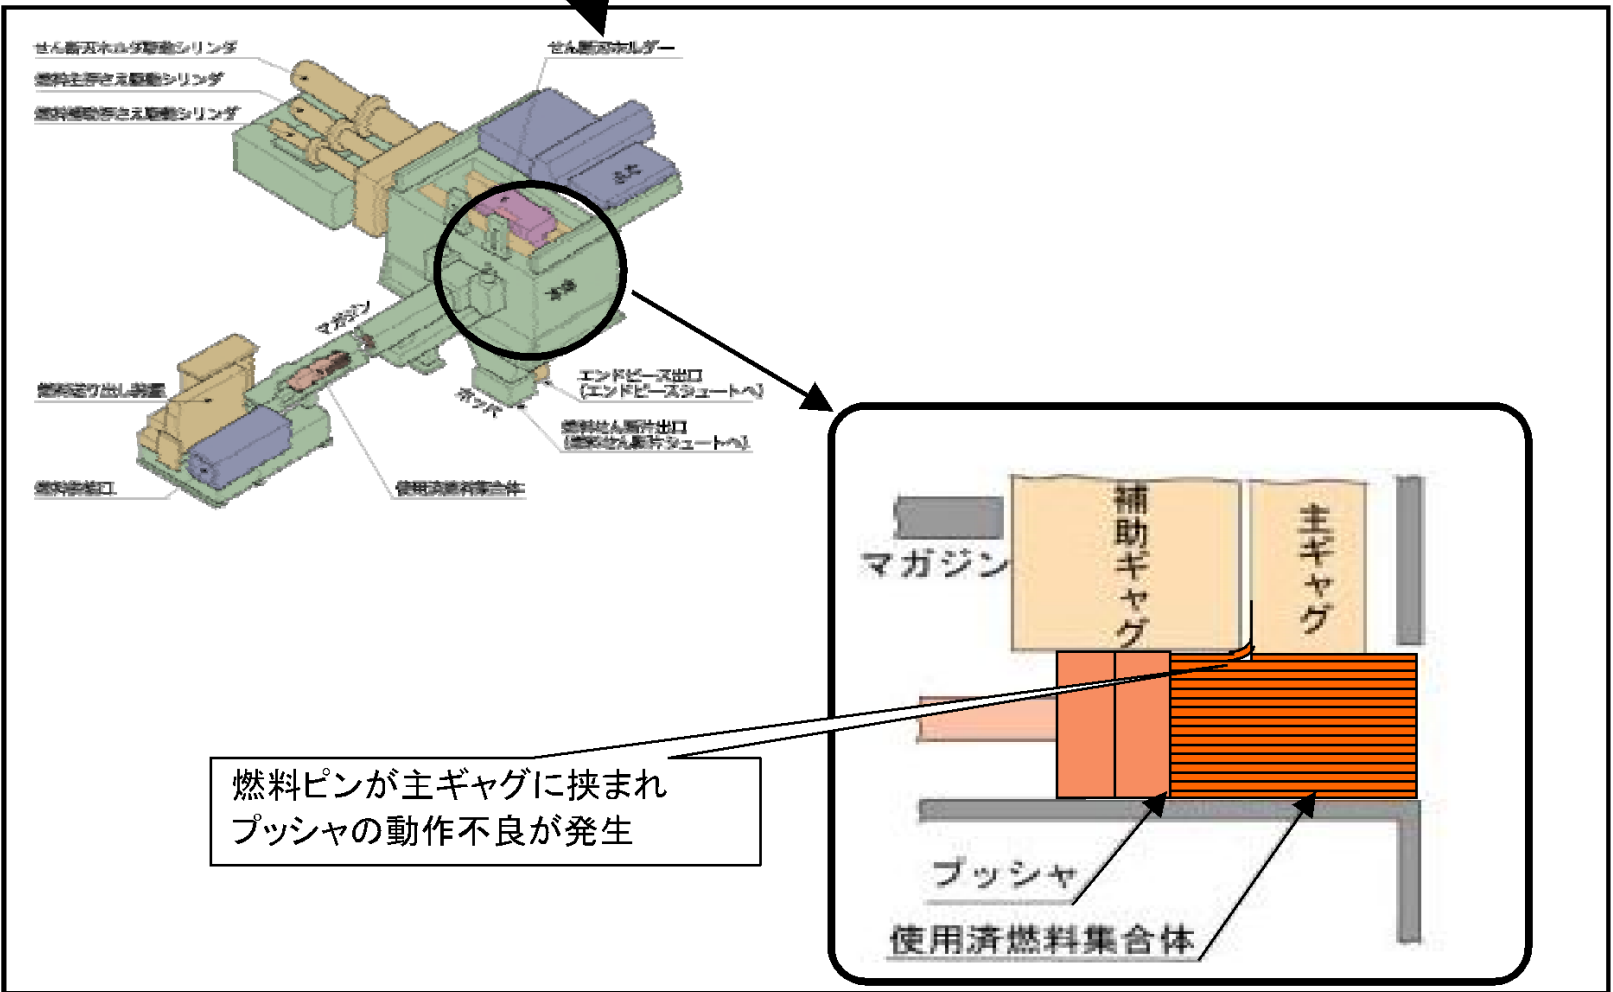 せん断刃ホルダ駆動シリンダ
燃料主押さえ駆動シリンダ
燃料補助押さえ駆動シリンダ
せん断刃ホルダー
本体
マガジン
燃料送り出し装置
エンドピース出口
(エンドピースシュートへ)
ホッパ
燃料せん断片出口
(燃料せん断片シュートへ)
燃料装荷口
使用済燃料集合体
補助ギャグ
主ギャグ
マガジン
燃料ピンが主ギャグに挟まれ
プッシャの動作不良が発生
プッシャ
使用済燃料集合体